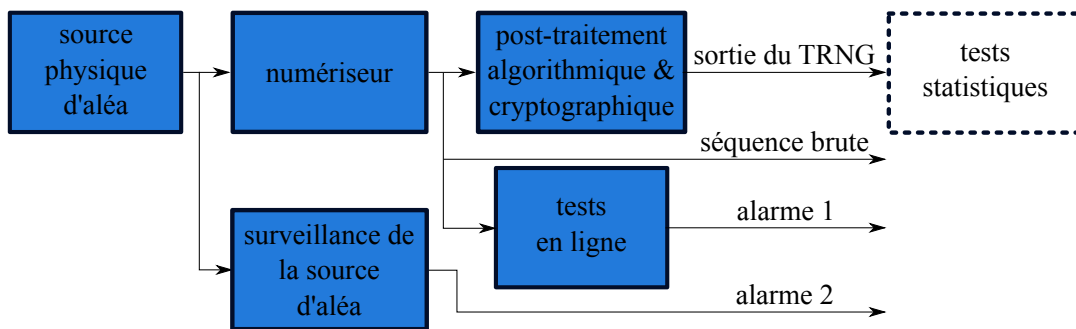 source
physique
d'aléa
numériseur
post-traitement
algorithmique &
cryptographique
sortie du TRNG
tests
statistiques
séquence brute
tests
en ligne
alarme 1
surveillance de
la source
d'aléa
alarme 2